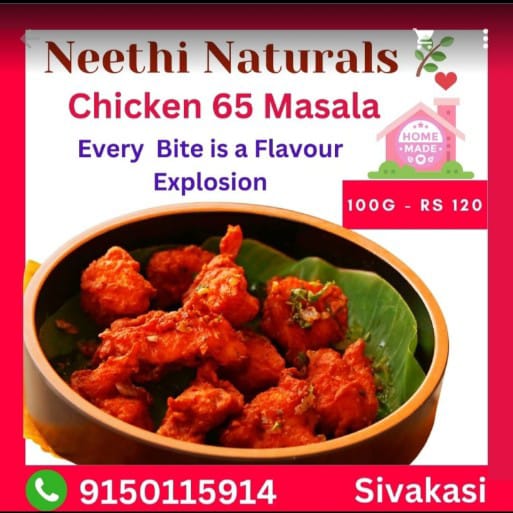 Neethi Naturals
Chicken 65 Masala
Every Bite is a Flavour
Explosion
HOME
MADE
100G - RS 120
9150115914
Sivakasi